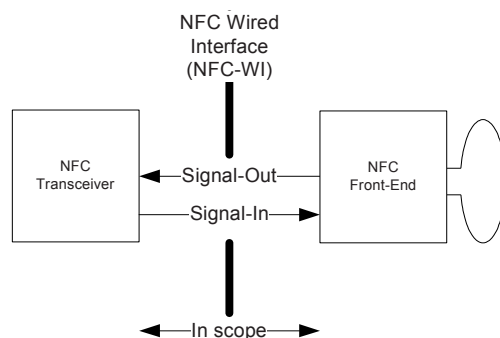 NFC Wired
Interface
(NFC-WI)
NFC
Transceiver
Signal-Out
Signal-In
NFC
Front-End
In scope